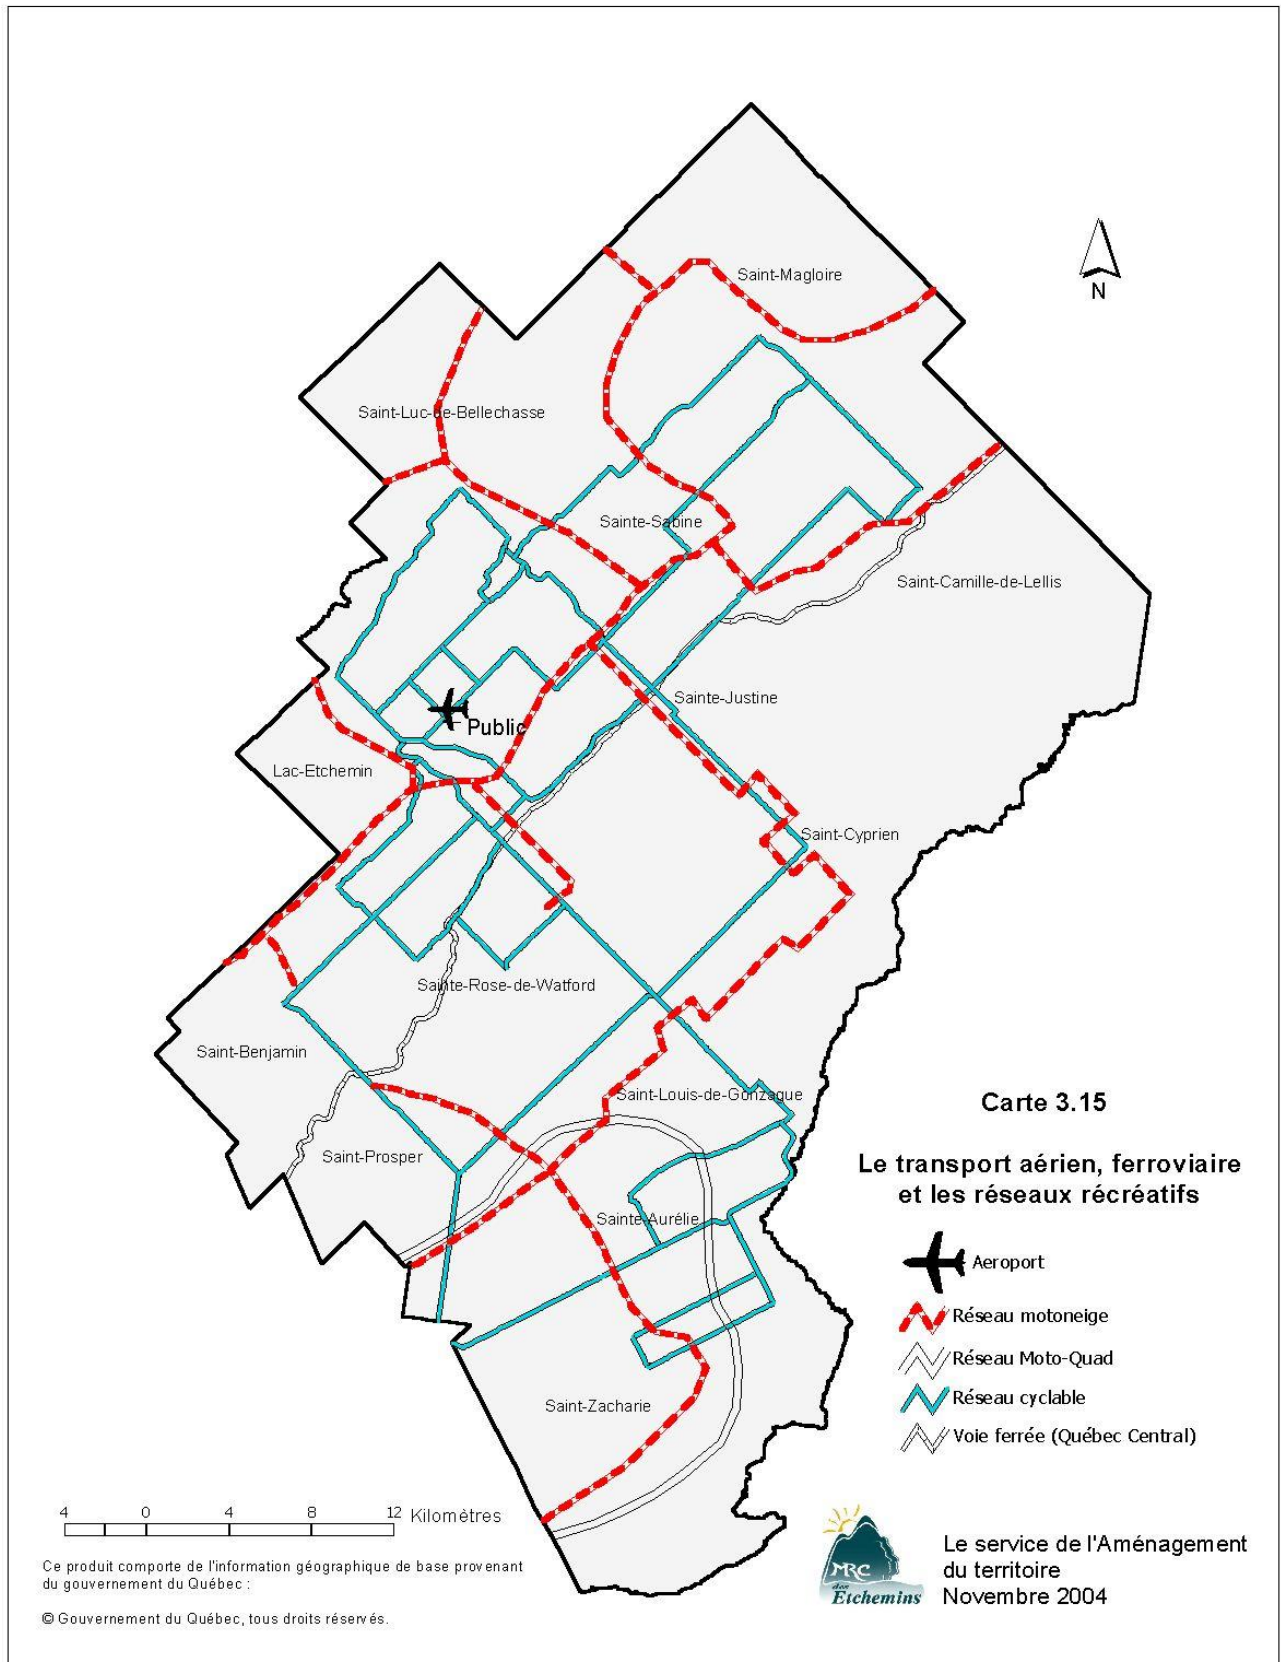 Saint-Magloire
N
Saint-Luc-de-Bellechasse
Sainte-Sabine
Saint-Camille-de-Lellis
Sainte-Justine
Public
Lac-Etchemin
Saint-Cyprien
Sainte-Rose-de-Watford
Saint-Benjamin
Saint-Louis-de-Gonzague
Saint-Prosper
Sainte-Aurélie
Saint-Zacharie
Carte 3.15
Le transport aérien, ferroviaire
et les réseaux récréatifs
Aeroport
Réseau motoneige
Réseau Moto-Quad
Réseau cyclable
Voie ferrée (Québec Central)
4 0 4 8 12 Kilomètres
Ce produit comporte de l'information géographique de base provenant
du gouvernement du Québec :
© Gouvernement du Québec, tous droits réservés.
MRC
des
Etchemins
Le service de l'Aménagement
du territoire
Novembre 2004